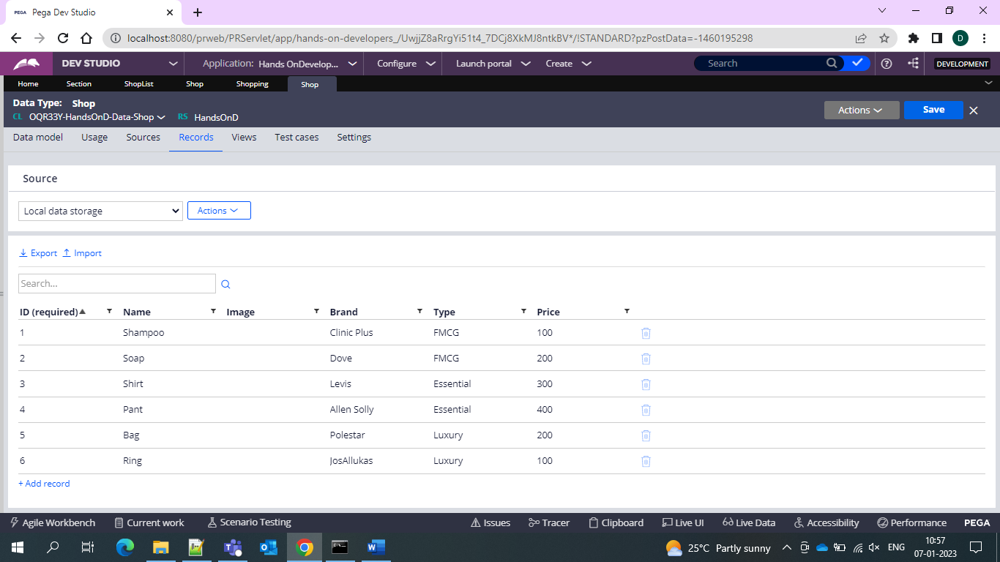 PEGA Pega Dev Studio
localhost:8080/prweb/PRServlet/app/hands-on-developers_/UwjjZ8aRrgYi51t4_7DCj8XkMJ8ntkBV*/!STANDARD?pzPostData=-1460195298
D
DEV STUDIO Application: Hands OnDevelop... Configure Launch portal Create Search DEVELOPMENT
Home Section ShopList Shop Shopping Shop
Data Type: Shop
CL OQR33Y-HandsOnD-Data-Shop RS HandsOnD
Actions Save
Data model Usage Sources Records Views Test cases Settings
Source
Local data storage Actions
Export Import
Search...
ID (required) Name Image Brand Type Price
1 Shampoo Clinic Plus FMCG 100
2 Soap Dove FMCG 200
3 Shirt Levis Essential 300
4 Pant Allen Solly Essential 400
5 Bag Polestar Luxury 200
6 Ring JosAllukas Luxury 100
+ Add record
Agile Workbench Current work Scenario Testing Issues Tracer Clipboard Live UI Live Data Accessibility Performance PEGA
25°C Partly sunny ENG 10:57
07-01-2023